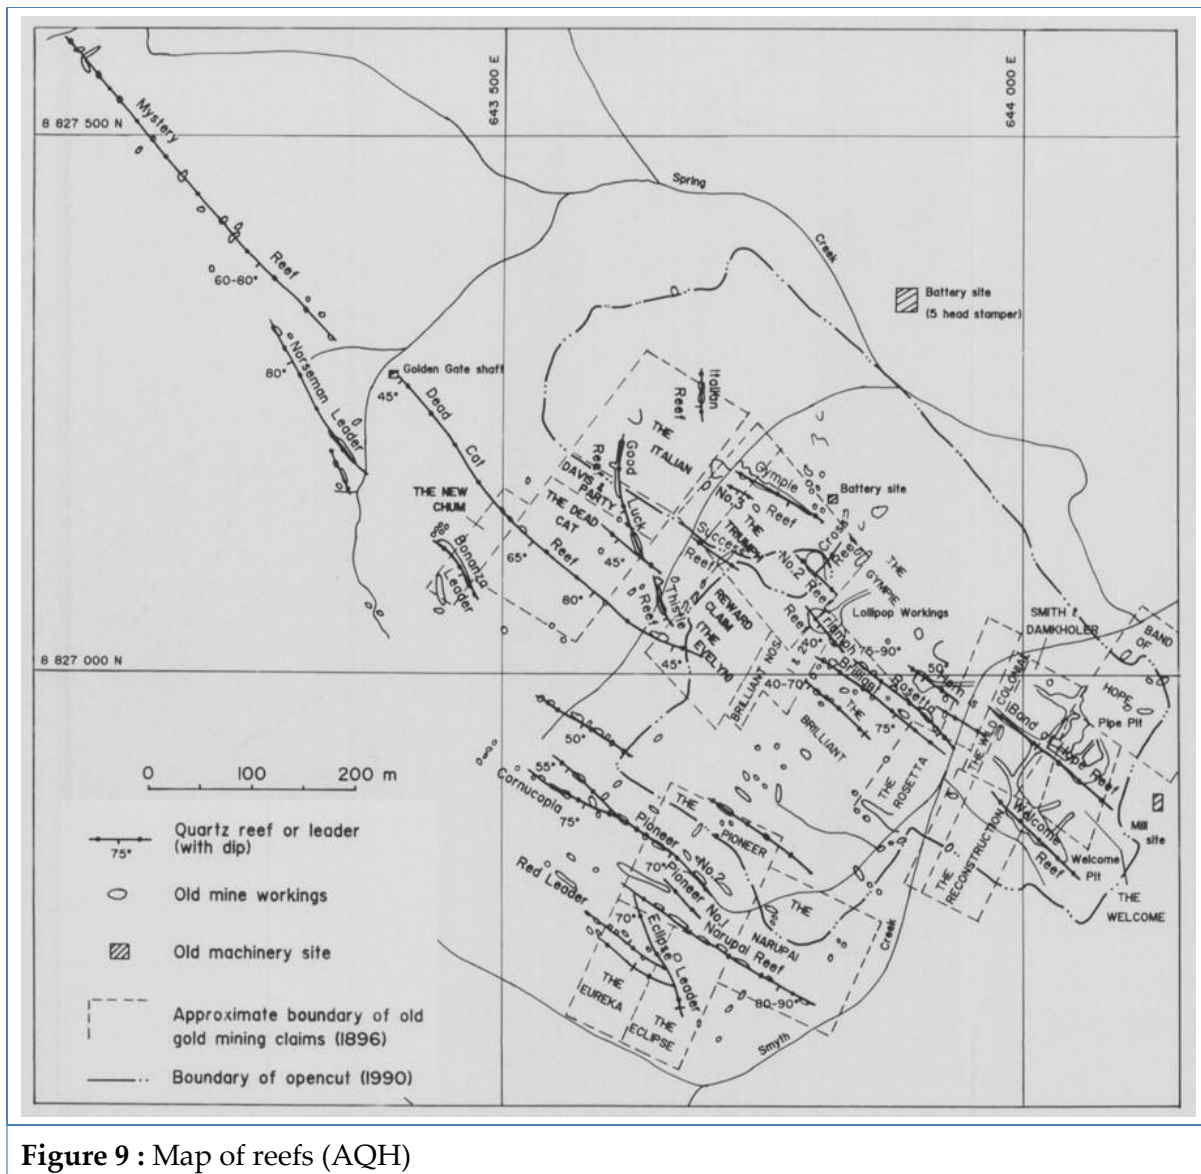 643 500 E
644 000 E
8 827 500 N
Mystery
Reef
60-80°
Spring
Creek
Battery site
(5 head stamper)
Norseman
Leader
80°
Golden Gate shaft
45°
Dead
Cat
Reef
65°
80°
45°
Italian
Reef
THE
ITALIAN
Good
Luck
Reef
DAVIS &
PARTY
THE DEAD
CAT
45°
THE NEW
CHUM
Bonanza
Leader
Gympie
Reef
No.3
Battery site
Success
Reef
THE
TRIUMPH
No.2
Reef
Cross
Reef
THE
GYMPIE
Thistle
Reef
REWARD
CLAIM
(THE
EVELYN)
Lollipop Workings
Triumph
Reef
40°
75-90°
8 827 000 N
BRILLIANT NOS.
1 & 2
40-70°
Brilliant
Rosetta
THE
BRILLIANT
75°
50°
SMITH &
DAMKHOLER
BAND
OF
HOPE
THE WILD
COLONIAL
Band
of
Hope Reef
Pipe Pit
Mill
site
THE
ROSETTA
THE
RECONSTRUCTION
Welcome
Reef
Welcome
Pit
THE
WELCOME
50°
55°
Cornucopia
75°
Pioneer
No.2
THE
PIONEER
70°
Pioneer No.1
Red Leader
70°
Eclipse
Leader
Narupai Reef
THE
NARUPAI
80-90°
THE
EUREKA
THE
ECLIPSE
Smyth
Creek
0 100 200 m
Quartz reef or leader
(with dip)
75°
Old mine workings
Old machinery site
Approximate boundary of old
gold mining claims (1896)
Boundary of opencut (1990)
Figure 9 : Map of reefs (AQH)